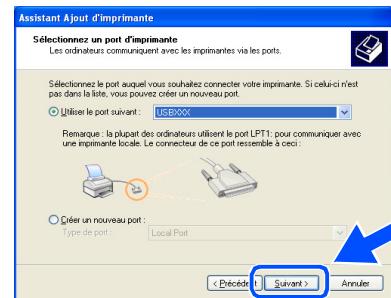 Assistant Ajout d'imprimante
Sélectionnez un port d'imprimante
Les ordinateurs communiquent avec les imprimantes via les ports.
Sélectionnez le port auquel vous souhaitez connecter votre imprimante. Si celui-ci n'est
pas dans la liste, vous pouvez créer un nouveau port.
Utiliser le port suivant : USBXXX
Remarque : la plupart des ordinateurs utilisent le port LPT1: pour communiquer avec
une imprimante locale. Le connecteur de ce port ressemble à ceci :
Créer un nouveau port :
Type de port : Local Port
< Précédent Suivant > Annuler